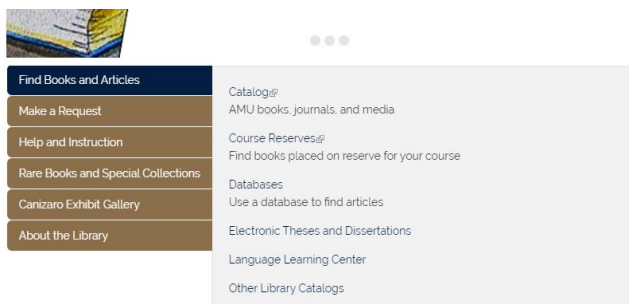 Find Books and Articles
Make a Request
Help and Instruction
Rare Books and Special Collections
Canizaro Exhibit Gallery
About the Library
Catalog
AMU books, journals, and media
Course Reserves
Find books placed on reserve for your course
Databases
Use a database to find articles
Electronic Theses and Dissertations
Language Learning Center
Other Library Catalogs